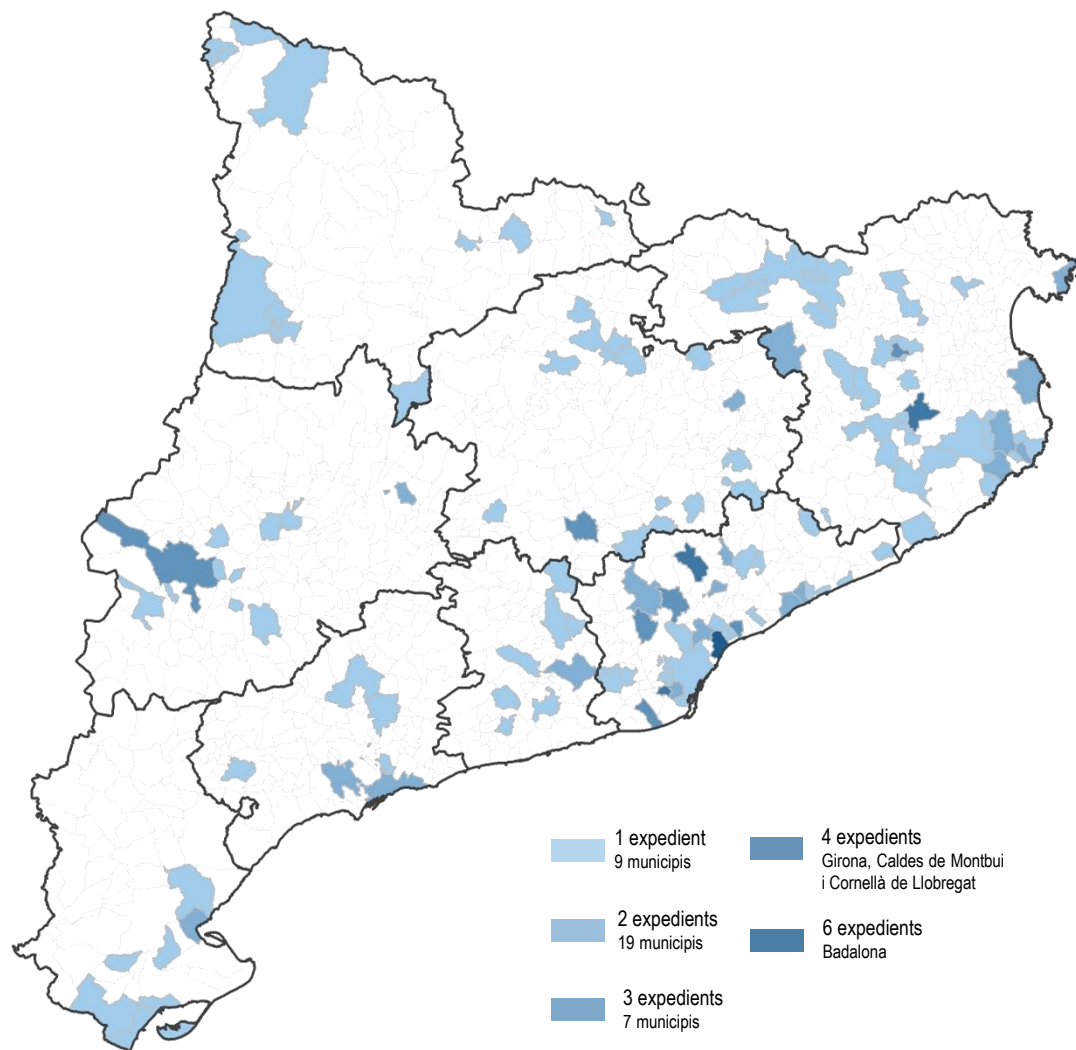 1 expedient
9 municipis
2 expedients
19 municipis
3 expedients
7 municipis
4 expedients
Girona, Caldes de Montbui
i Cornellà de Llobregat
6 expedients
Badalona